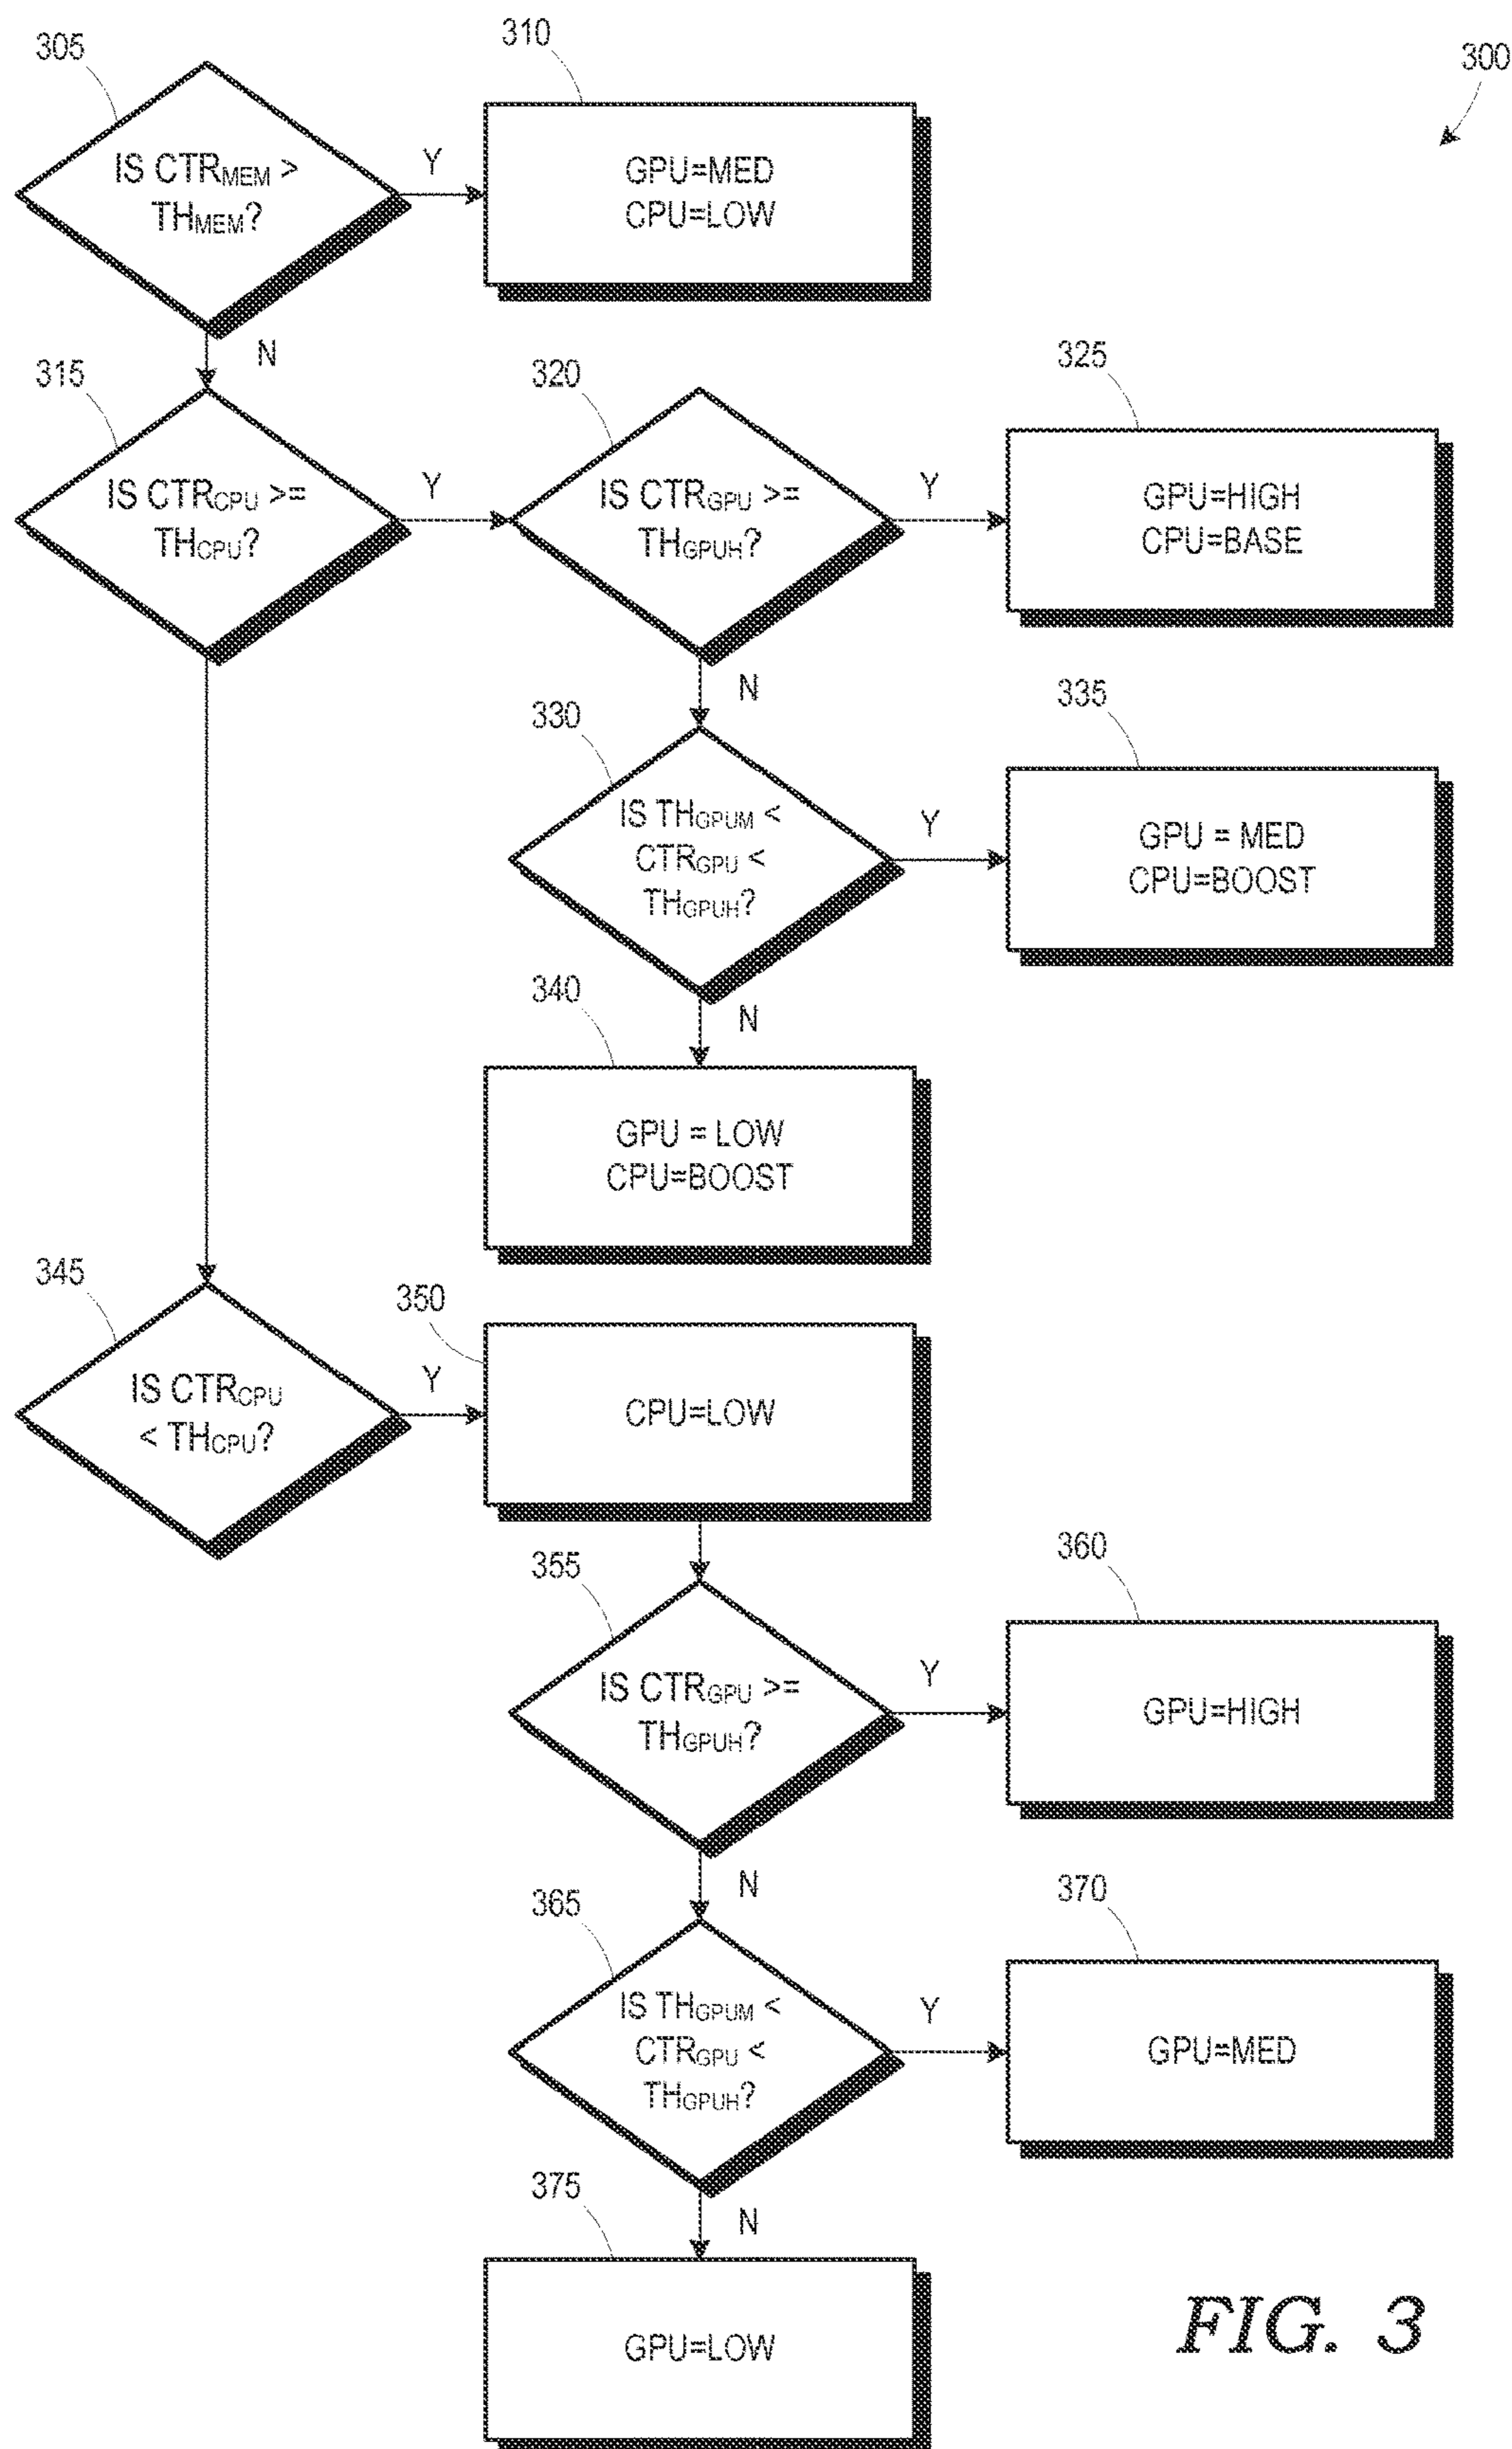 300
305
IS CTRMEM >
THMEM?
Y
310
GPU=MED
CPU=LOW
N
315
IS CTRCPU >=
THCPU?
Y
320
IS CTRGPU >=
THGPUH?
Y
325
GPU=HIGH
CPU=BASE
N
330
IS THGPUM <
CTRGPU <
THGPUH?
Y
335
GPU = MED
CPU=BOOST
N
340
GPU = LOW
CPU=BOOST
345
IS CTRCPU
< THCPU?
Y
350
CPU=LOW
355
IS CTRGPU >=
THGPUH?
Y
360
GPU=HIGH
N
365
IS THGPUM <
CTRGPU <
THGPUH?
Y
370
GPU=MED
N
375
GPU=LOW
FIG. 3